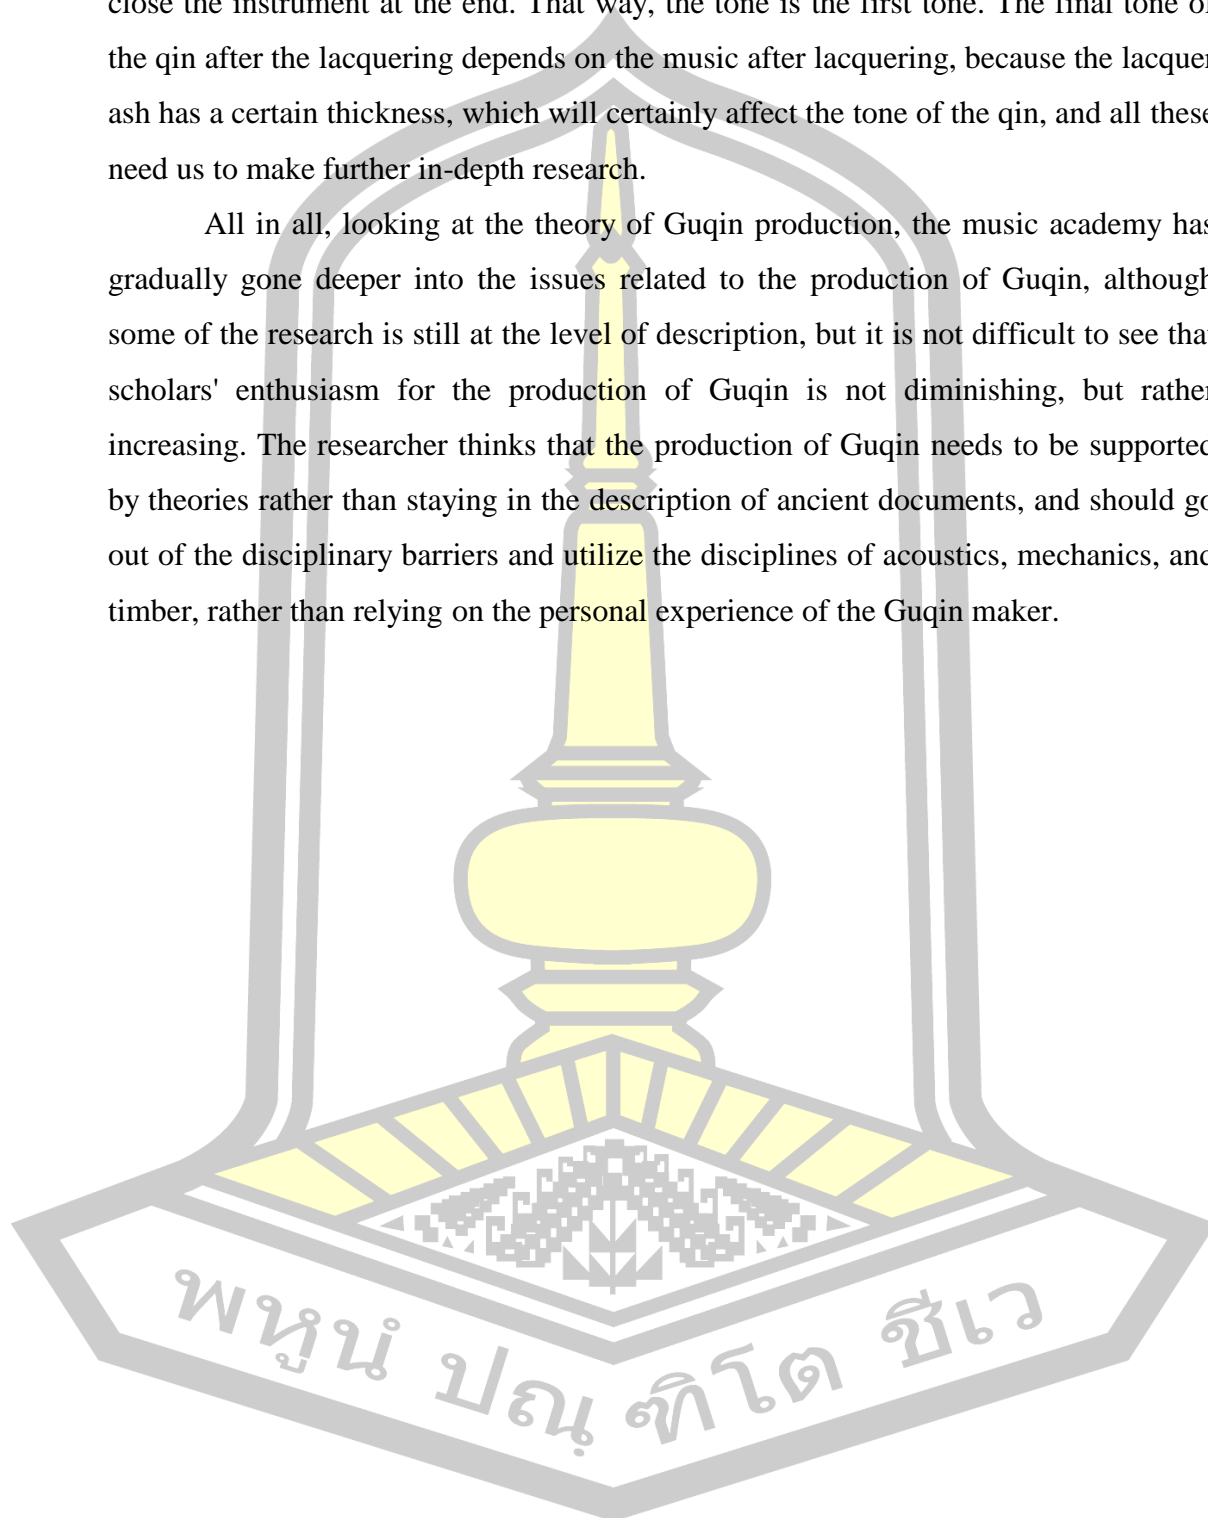 close the instrument at the end. That way, the tone is the first tone. The final tone of
the qin after the lacquering depends on the music after lacquering, because the lacquer
ash has a certain thickness, which will certainly affect the tone of the qin, and all these
need us to make further in-depth research.
All in all, looking at the theory of Guqin production, the music academy has
gradually gone deeper into the issues related to the production of Guqin, although
some of the research is still at the level of description, but it is not difficult to see that
scholars' enthusiasm for the production of Guqin is not diminishing, but rather
increasing. The researcher thinks that the production of Guqin needs to be supported
by theories rather than staying in the description of ancient documents, and should go
out of the disciplinary barriers and utilize the disciplines of acoustics, mechanics, and
timber, rather than relying on the personal experience of the Guqin maker.
พหูนํ ปณฺฑิโต ชีเว